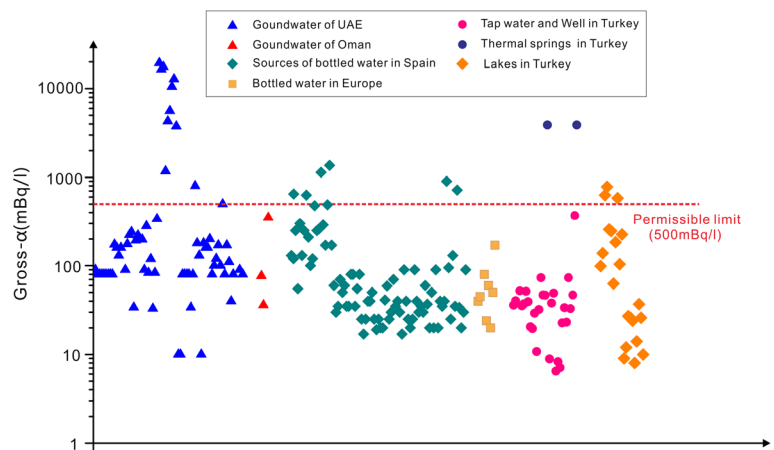 Goundwater of UAE
Goundwater of Oman
Sources of bottled water in Spain
Bottled water in Europe
Tap water and Well in Turkey
Thermal springs in Turkey
Lakes in Turkey
Gross-α(mBq/l)
10000
1000
100
10
1
Permissible limit
(500mBq/l)